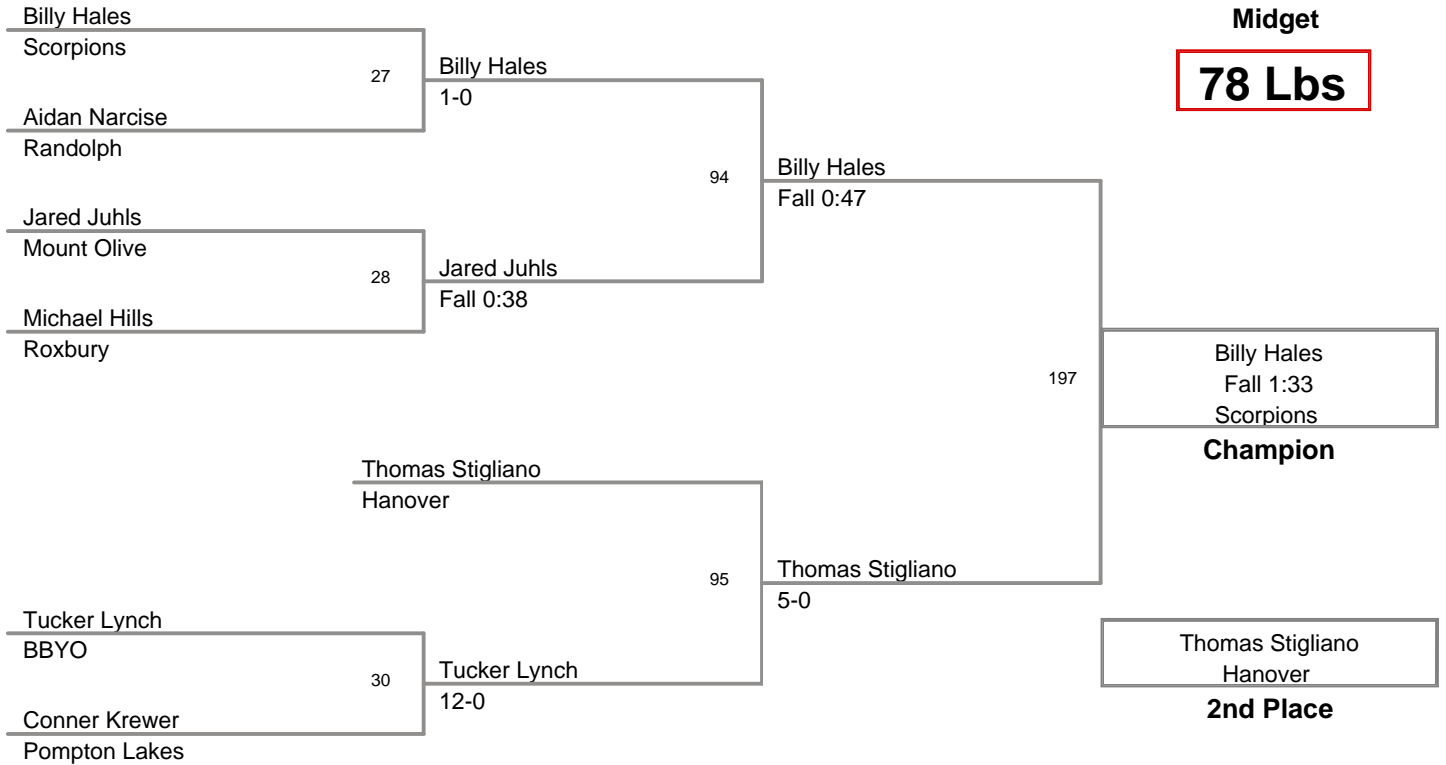 Billy Hales
Scorpions
27
Aidan Narcise
Randolph
Jared Juhls
Mount Olive
28
Michael Hills
Roxbury
Tucker Lynch
BBYO
30
Conner Krewer
Pompton Lakes
Billy Hales
1-0
94
Jared Juhls
Fall 0:38
Thomas Stigliano
Hanover
95
Tucker Lynch
12-0
Billy Hales
Fall 0:47
197
Thomas Stigliano
5-0
Midget
78 Lbs
Billy Hales
Fall 1:33
Scorpions
Champion
Thomas Stigliano
Hanover
2nd Place